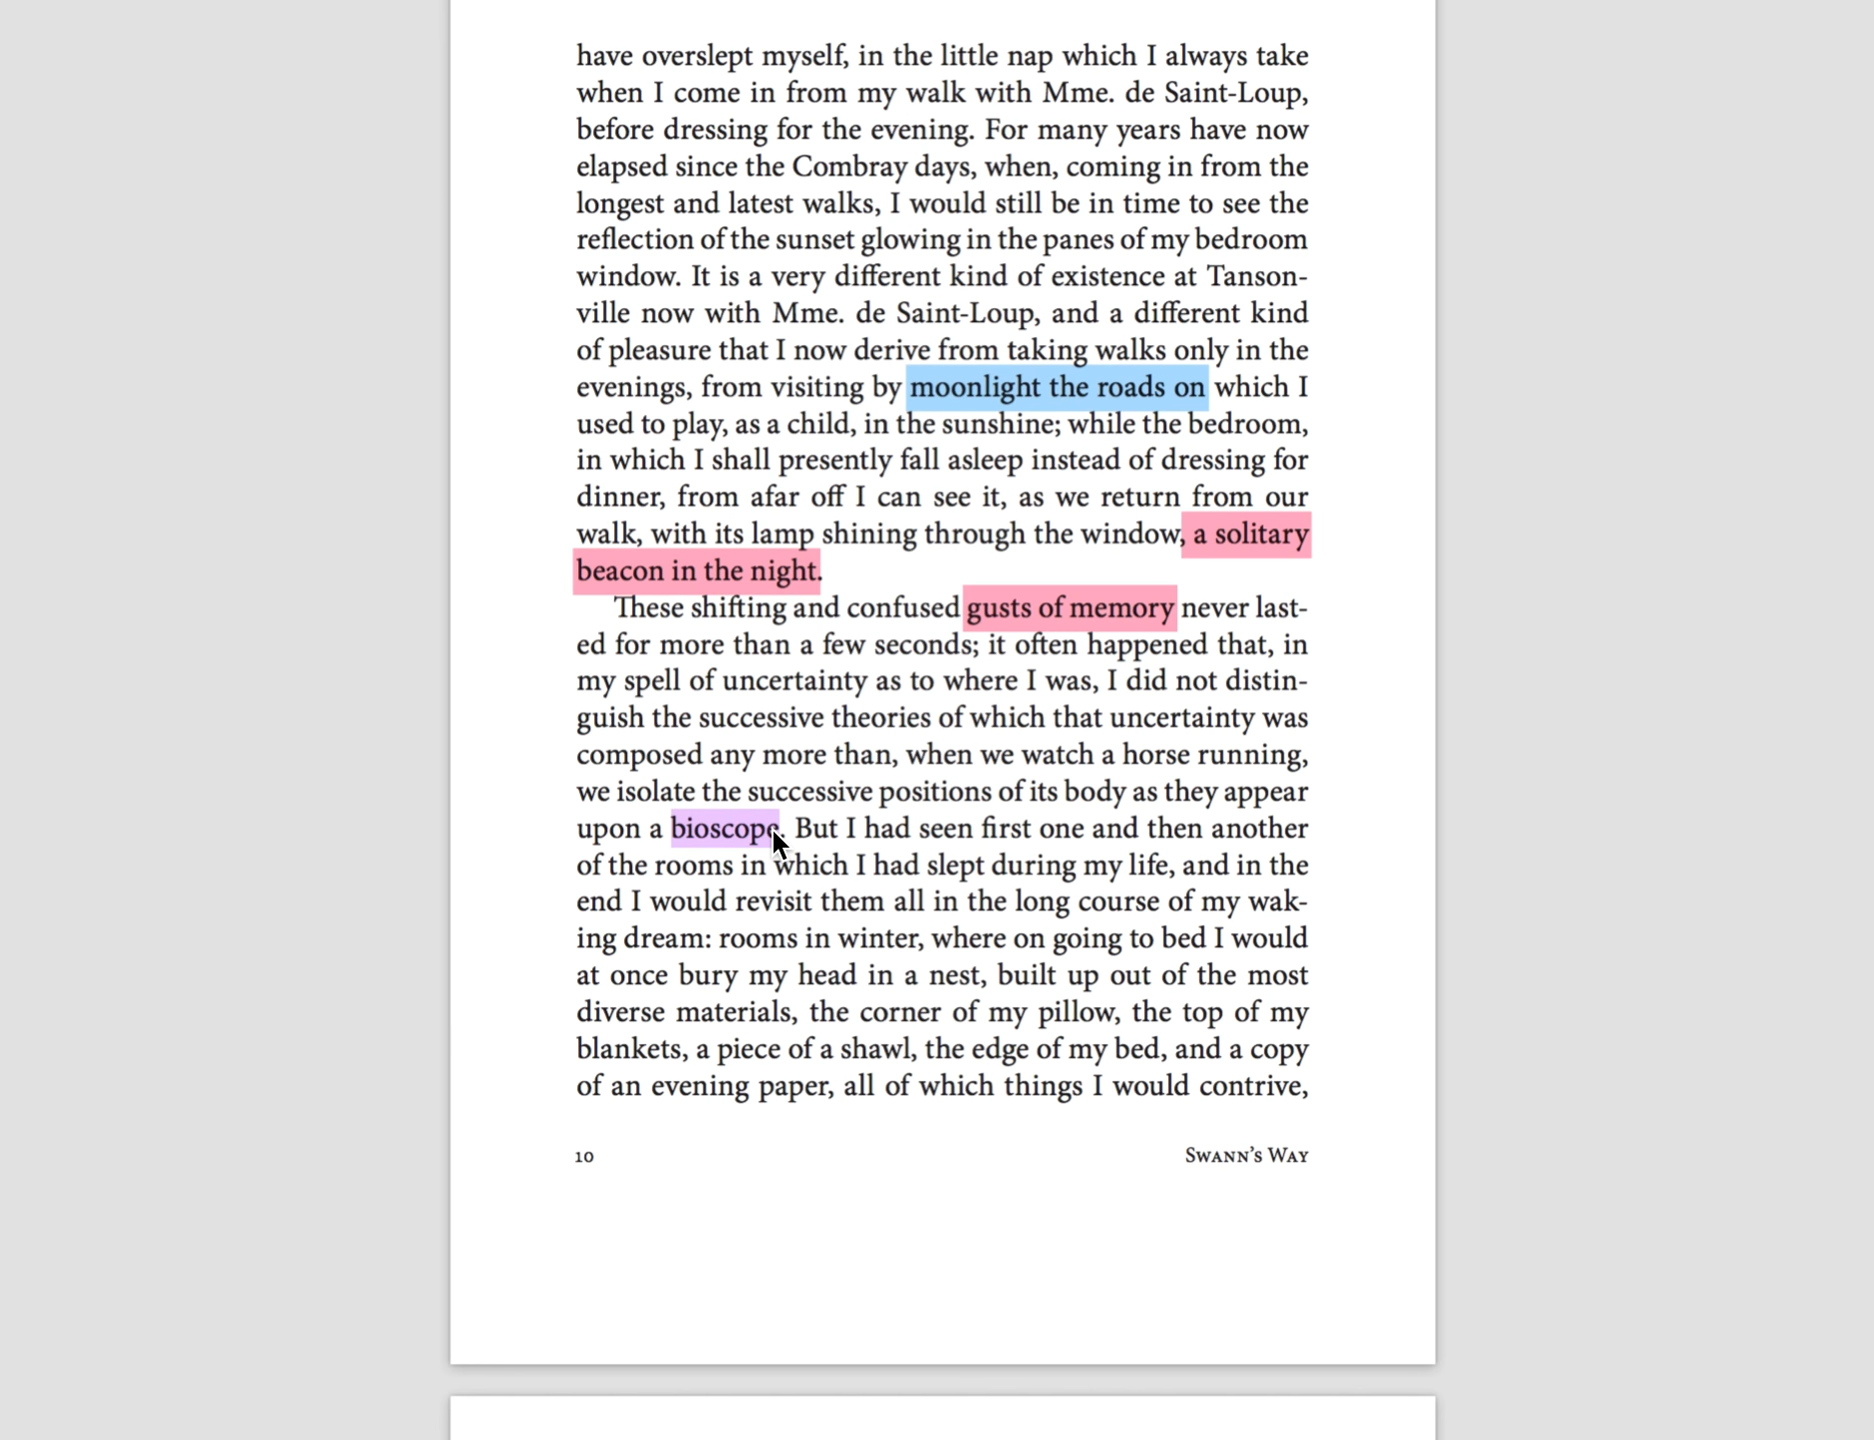 have overslept myself, in the little nap which I always take
when I come in from my walk with Mme. de Saint-Loup,
before dressing for the evening. For many years have now
elapsed since the Combray days, when, coming in from the
longest and latest walks, I would still be in time to see the
reflection of the sunset glowing in the panes of my bedroom
window. It is a very different kind of existence at Tanson-
ville now with Mme. de Saint-Loup, and a different kind
of pleasure that I now derive from taking walks only in the
evenings, from visiting by moonlight the roads on which I
used to play, as a child, in the sunshine; while the bedroom,
in which I shall presently fall asleep instead of dressing for
dinner, from afar off I can see it, as we return from our
walk, with its lamp shining through the window, a solitary
beacon in the night.
These shifting and confused gusts of memory never last-
ed for more than a few seconds; it often happened that, in
my spell of uncertainty as to where I was, I did not distin-
guish the successive theories of which that uncertainty was
composed any more than, when we watch a horse running,
we isolate the successive positions of its body as they appear
upon a bioscope. But I had seen first one and then another
of the rooms in which I had slept during my life, and in the
end I would revisit them all in the long course of my wak-
ing dream: rooms in winter, where on going to bed I would
at once bury my head in a nest, built up out of the most
diverse materials, the corner of my pillow, the top of my
blankets, a piece of a shawl, the edge of my bed, and a copy
of an evening paper, all of which things I would contrive,
10 Swann's Way